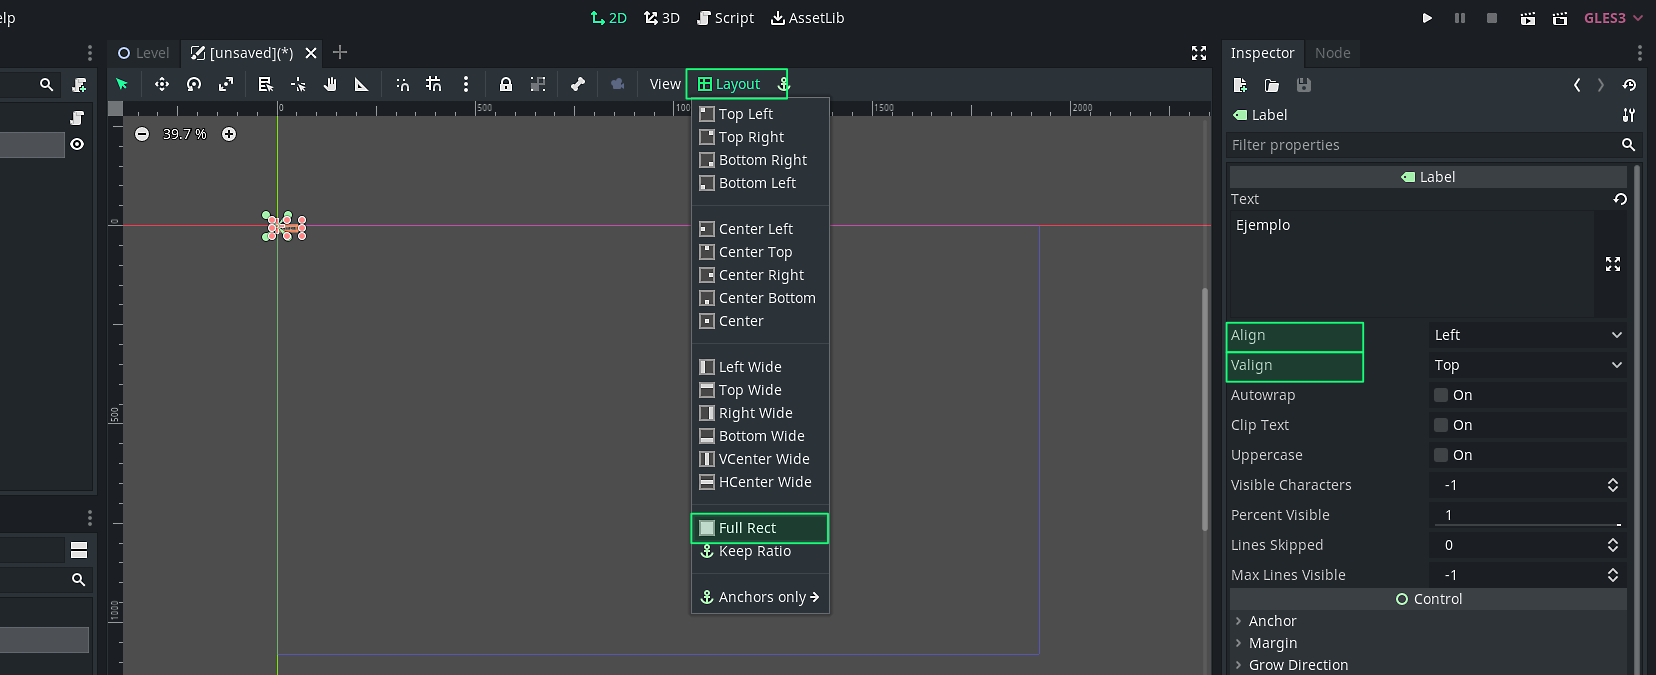 elp
2D
3D
Script
AssetLib
GLES3
Level
[unsaved](*)
Inspector
Node
View
Layout
0
500
1000
1500
2000
39.7 %
Top Left
Top Right
Bottom Right
Bottom Left
Center Left
Center Top
Center Right
Center Bottom
Center
Left Wide
Top Wide
Right Wide
Bottom Wide
VCenter Wide
HCenter Wide
Full Rect
Keep Ratio
Anchors only
0
500
1000
Label
Filter properties
Label
Text
Ejemplo
Align Left
Valign Top
Autowrap On
Clip Text On
Uppercase On
Visible Characters -1
Percent Visible 1
Lines Skipped 0
Max Lines Visible -1
Control
Anchor
Margin
Grow Direction